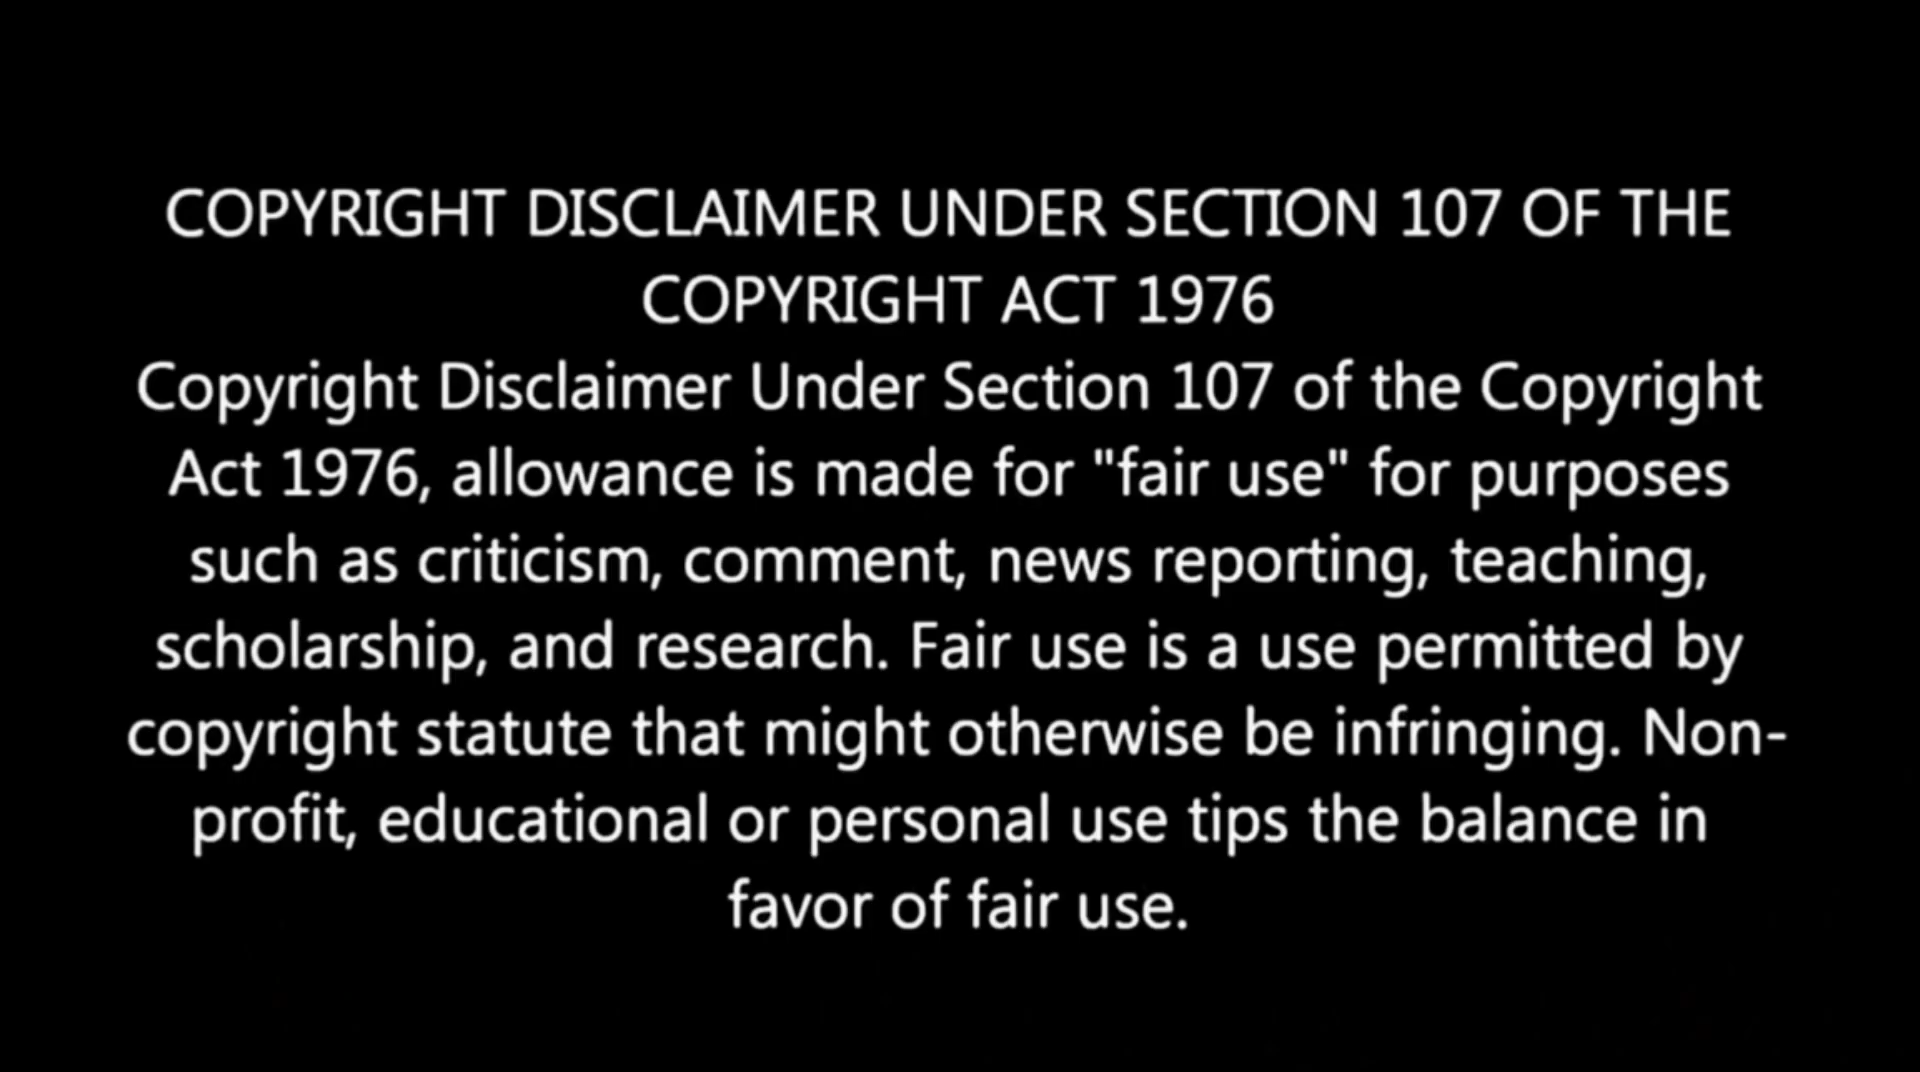 COPYRIGHT DISCLAIMER UNDER SECTION 107 OF THE
COPYRIGHT ACT 1976
Copyright Disclaimer Under Section 107 of the Copyright
Act 1976, allowance is made for "fair use" for purposes
such as criticism, comment, news reporting, teaching,
scholarship, and research. Fair use is a use permitted by
copyright statute that might otherwise be infringing. Non-
profit, educational or personal use tips the balance in
favor of fair use.